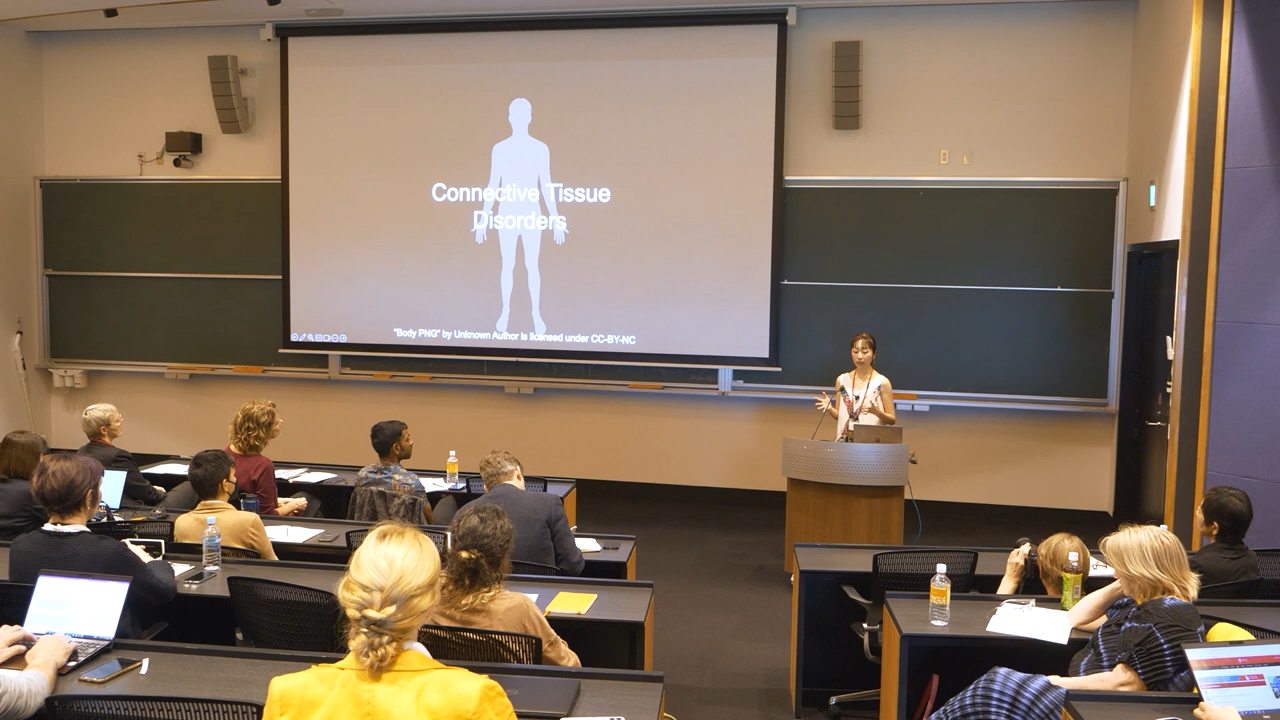 Connective Tissue
Disorders
"Body PNG" by Unknown Author is licensed under CC-BY-NC